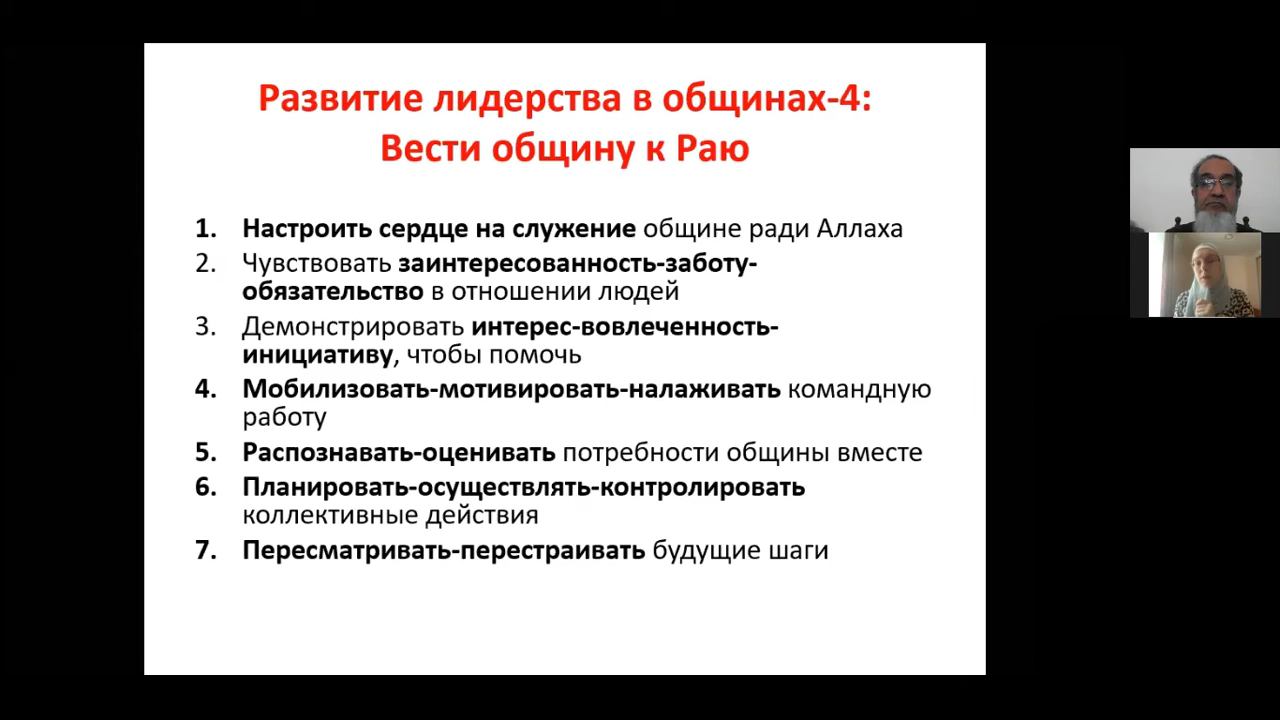 Развитие лидерства в общинах-4:
Вести общину к Раю
1. Настроить сердце на служение общине ради Аллаха
2. Чувствовать заинтересованность-заботу-
обязательство в отношении людей
3. Демонстрировать интерес-вовлеченность-
инициативу, чтобы помочь
4. Мобилизовать-мотивировать-налаживать командную
работу
5. Распознавать-оценивать потребности общины вместе
6. Планировать-осуществлять-контролировать
коллективные действия
7. Пересматривать-перестраивать будущие шаги